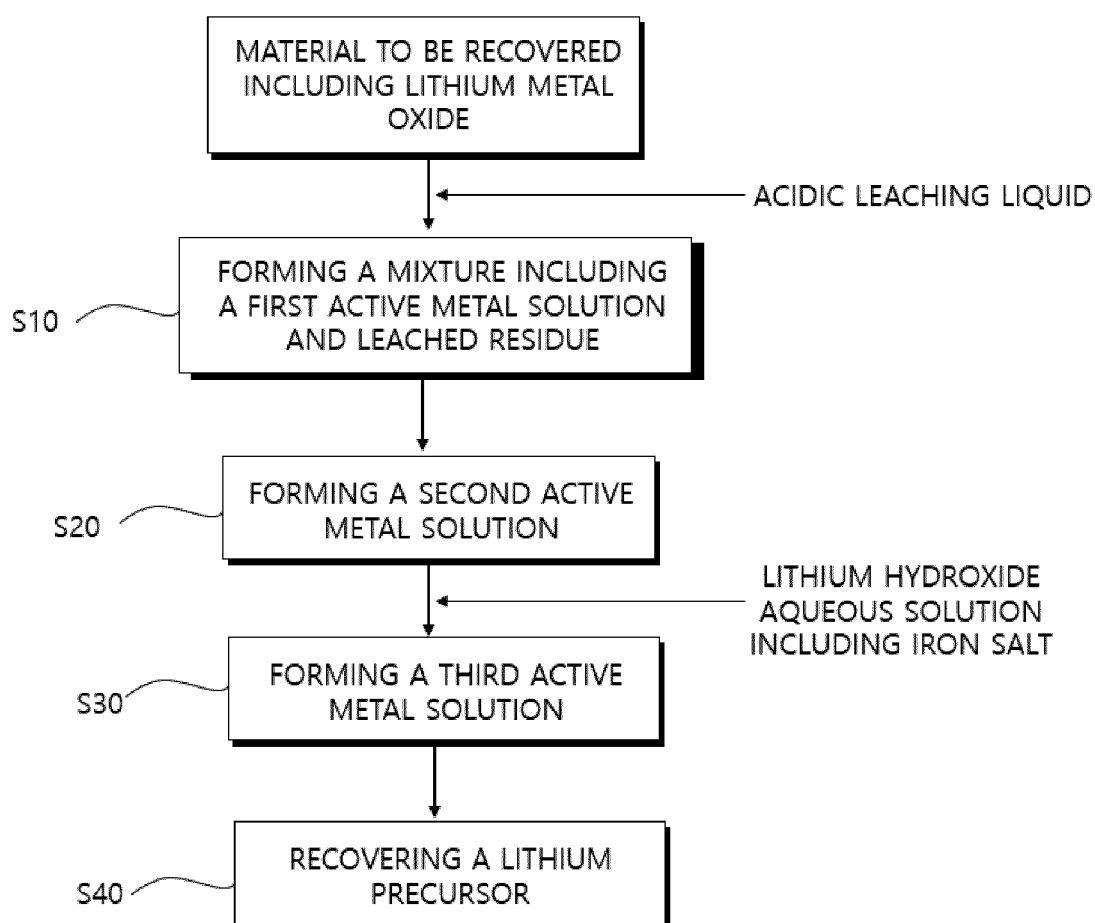 MATERIAL TO BE RECOVERED
INCLUDING LITHIUM METAL
OXIDE
ACIDIC LEACHING LIQUID
FORMING A MIXTURE INCLUDING
A FIRST ACTIVE METAL SOLUTION
AND LEACHED RESIDUE
S10
FORMING A SECOND ACTIVE
METAL SOLUTION
S20
LITHIUM HYDROXIDE
AQUEOUS SOLUTION
INCLUDING IRON SALT
FORMING A THIRD ACTIVE
METAL SOLUTION
S30
RECOVERING A LITHIUM
PRECURSOR
S40